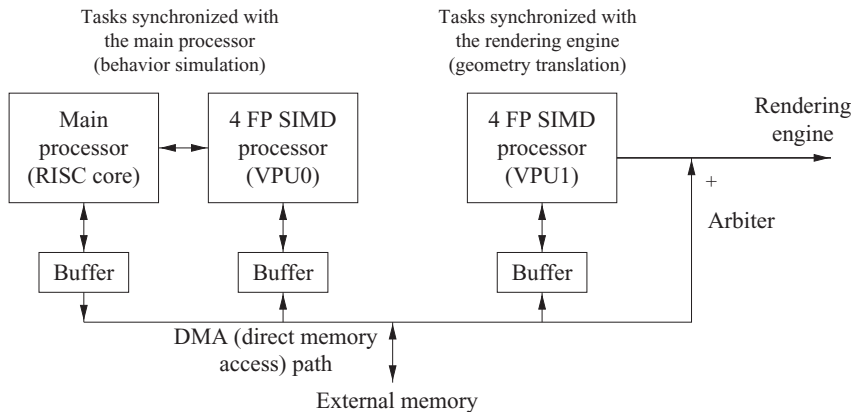 Tasks synchronized with
the main processor
(behavior simulation)
Tasks synchronized with
the rendering engine
(geometry translation)
Main
processor
(RISC core)
4 FP SIMD
processor
(VPU0)
4 FP SIMD
processor
(VPU1)
Rendering
engine
+
Arbiter
Buffer
Buffer
Buffer
DMA (direct memory
access) path
External memory